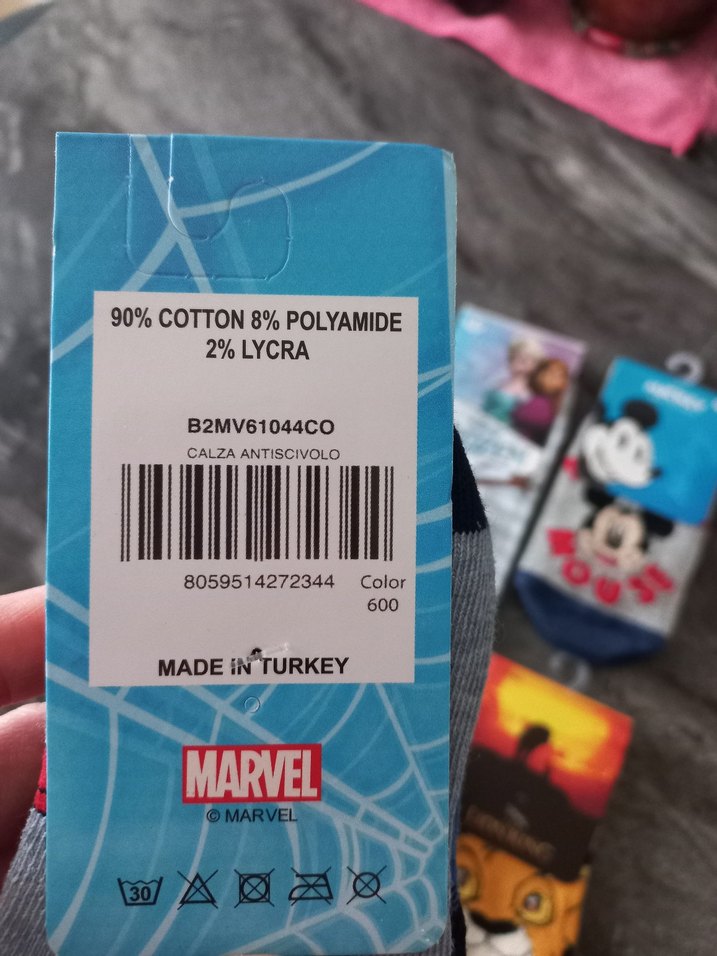 90% COTTON 8% POLYAMIDE
2% LYCRA
B2MV61044CO
CALZA ANTISCIVOLO
8059514272344
Color
600
MADE IN TURKEY
MARVEL
© MARVEL
30
MOUSE